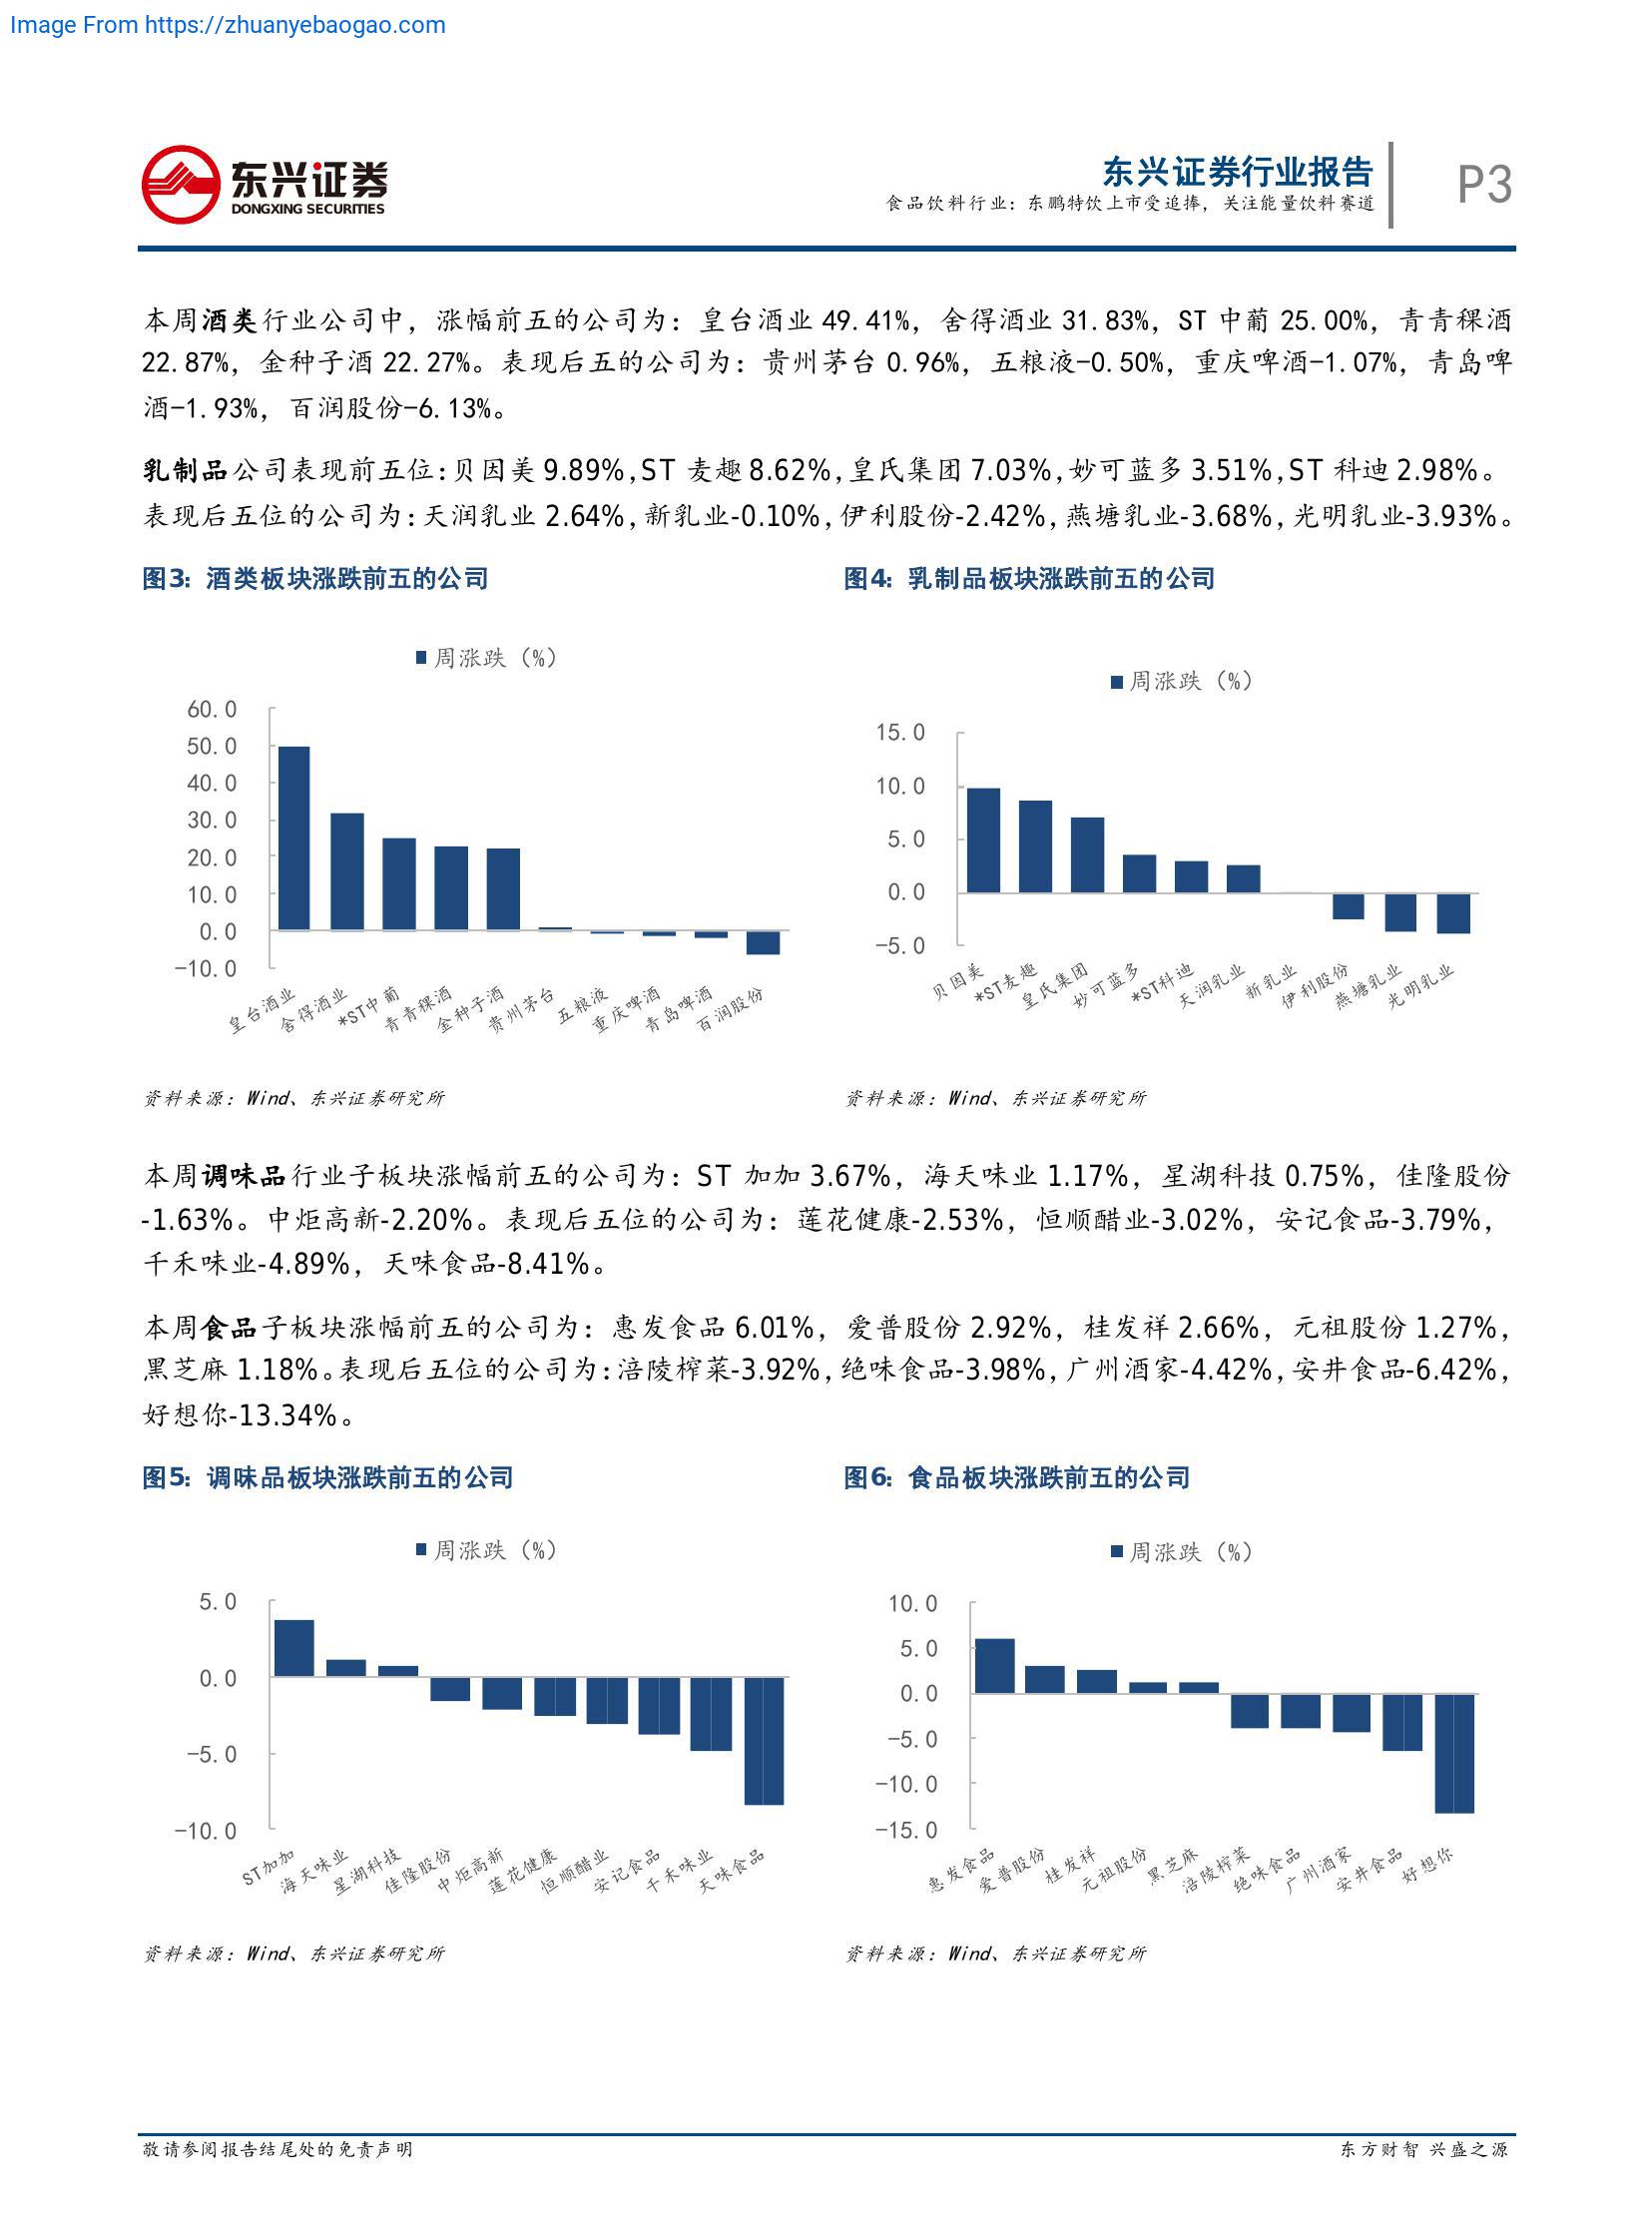 Image From https://zhuanyebaogao.com
东兴证券
DONGXING SECURITIES
东兴证券行业报告
食品饮料行业：东鹏特饮上市受追捧，关注能量饮料赛道
P3
本周酒类行业公司中，涨幅前五的公司为：皇台酒业 49.41%，舍得酒业 31.83%，ST 中葡 25.00%，青青稞酒
22.87%，金种子酒 22.27%。表现后五的公司为：贵州茅台 0.96%，五粮液-0.50%，重庆啤酒-1.07%，青岛啤
酒-1.93%，百润股份-6.13%。
乳制品公司表现前五位：贝因美 9.89%，ST 麦趣 8.62%，皇氏集团 7.03%，妙可蓝多 3.51%，ST 科迪 2.98%。
表现后五位的公司为：天润乳业 2.64%，新乳业-0.10%，伊利股份-2.42%，燕塘乳业-3.68%，光明乳业-3.93%。
图3: 酒类板块涨跌前五的公司
周涨跌（%）
60.0
50.0
40.0
30.0
20.0
10.0
0.0
-10.0
皇台酒业
舍得酒业
*ST中葡
青青稞酒
金种子酒
贵州茅台
五粮液
重庆啤酒
青岛啤酒
百润股份
资料来源：Wind、东兴证券研究所
图4: 乳制品板块涨跌前五的公司
周涨跌（%）
15.0
10.0
5.0
0.0
-5.0
贝因美
*ST麦趣
皇氏集团
妙可蓝多
*ST科迪
天润乳业
新乳业
伊利股份
燕塘乳业
光明乳业
资料来源：Wind、东兴证券研究所
本周调味品行业子板块涨幅前五的公司为：ST 加加 3.67%，海天味业 1.17%，星湖科技 0.75%，佳隆股份
-1.63%。中炬高新-2.20%。表现后五位的公司为：莲花健康-2.53%，恒顺醋业-3.02%，安记食品-3.79%，
千禾味业-4.89%，天味食品-8.41%。
本周食品子板块涨幅前五的公司为：惠发食品 6.01%，爱普股份 2.92%，桂发祥 2.66%，元祖股份 1.27%，
黑芝麻 1.18%。表现后五位的公司为：涪陵榨菜-3.92%，绝味食品-3.98%，广州酒家-4.42%，安井食品-6.42%，
好想你-13.34%。
图5: 调味品板块涨跌前五的公司
周涨跌（%）
5.0
0.0
-5.0
-10.0
ST加加
海天味业
星湖科技
佳隆股份
中炬高新
莲花健康
恒顺醋业
安记食品
千禾味业
天味食品
资料来源：Wind、东兴证券研究所
图6: 食品板块涨跌前五的公司
周涨跌（%）
10.0
5.0
0.0
-5.0
-10.0
-15.0
惠发食品
爱普股份
桂发祥
元祖股份
黑芝麻
涪陵榨菜
绝味食品
广州酒家
安井食品
好想你
资料来源：Wind、东兴证券研究所
敬请参阅报告结尾处的免责声明
东方财智 兴盛之源